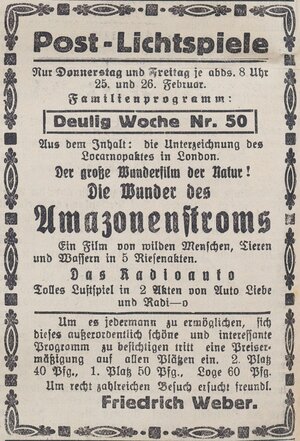 Post-Lichtspiele
Nur Donnerstag und Freitag je abds. 8 Uhr
25. und 26. Februar.
Familienprogramm:
Deulig Woche Nr. 50
Aus dem Inhalt: die Unterzeichnung des
Locarnopaktes in London.
Der große Wunderfilm der Natur!
Die Wunder des
Amazonenstroms
Ein Film von wilden Menschen, Tieren
und Wassern in 5 Riesenakten.
Das Radioauto
Tolles Lustspiel in 2 Akten von Auto Liebe
und Radi—o
Um es jedermann zu ermöglichen, sich
dieses außerordentlich schöne und interessante
Programm zu besichtigen tritt eine Preiser-
mäßigung auf allen Plätzen ein. 2. Platz
40 Pfg., 1. Platz 50 Pfg., Loge 60 Pfg.
Um recht zahlreichen Besuch ersucht freundl.
Friedrich Weber.